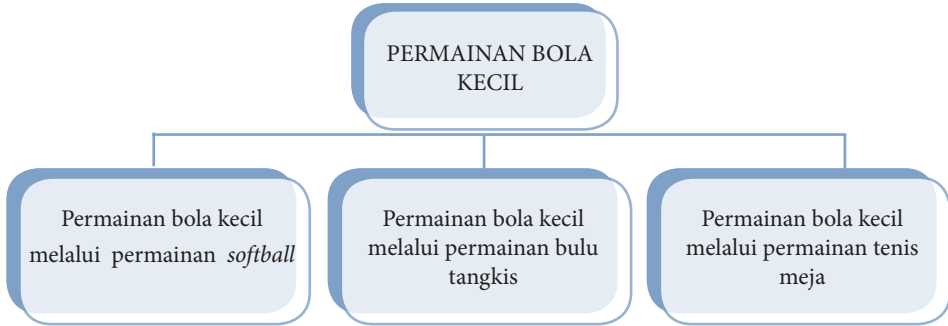 PERMAINAN BOLA
KECIL
Permainan bola kecil
melalui permainan softball
Permainan bola kecil
melalui permainan bulu
tangkis
Permainan bola kecil
melalui permainan tenis
meja